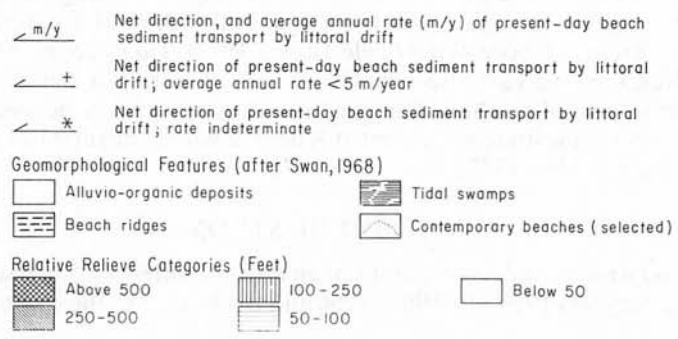 m/y Net direction, and average annual rate (m/y) of present-day beach
sediment transport by littoral drift
+ Net direction of present-day beach sediment transport by littoral
drift; average annual rate <5 m/year
* Net direction of present-day beach sediment transport by littoral
drift; rate indeterminate
Geomorphological Features (after Swan, 1968)
Alluvio-organic deposits Tidal swamps
Beach ridges Contemporary beaches (selected)
Relative Relieve Categories (Feet)
Above 500 100-250 Below 50
250-500 50-100